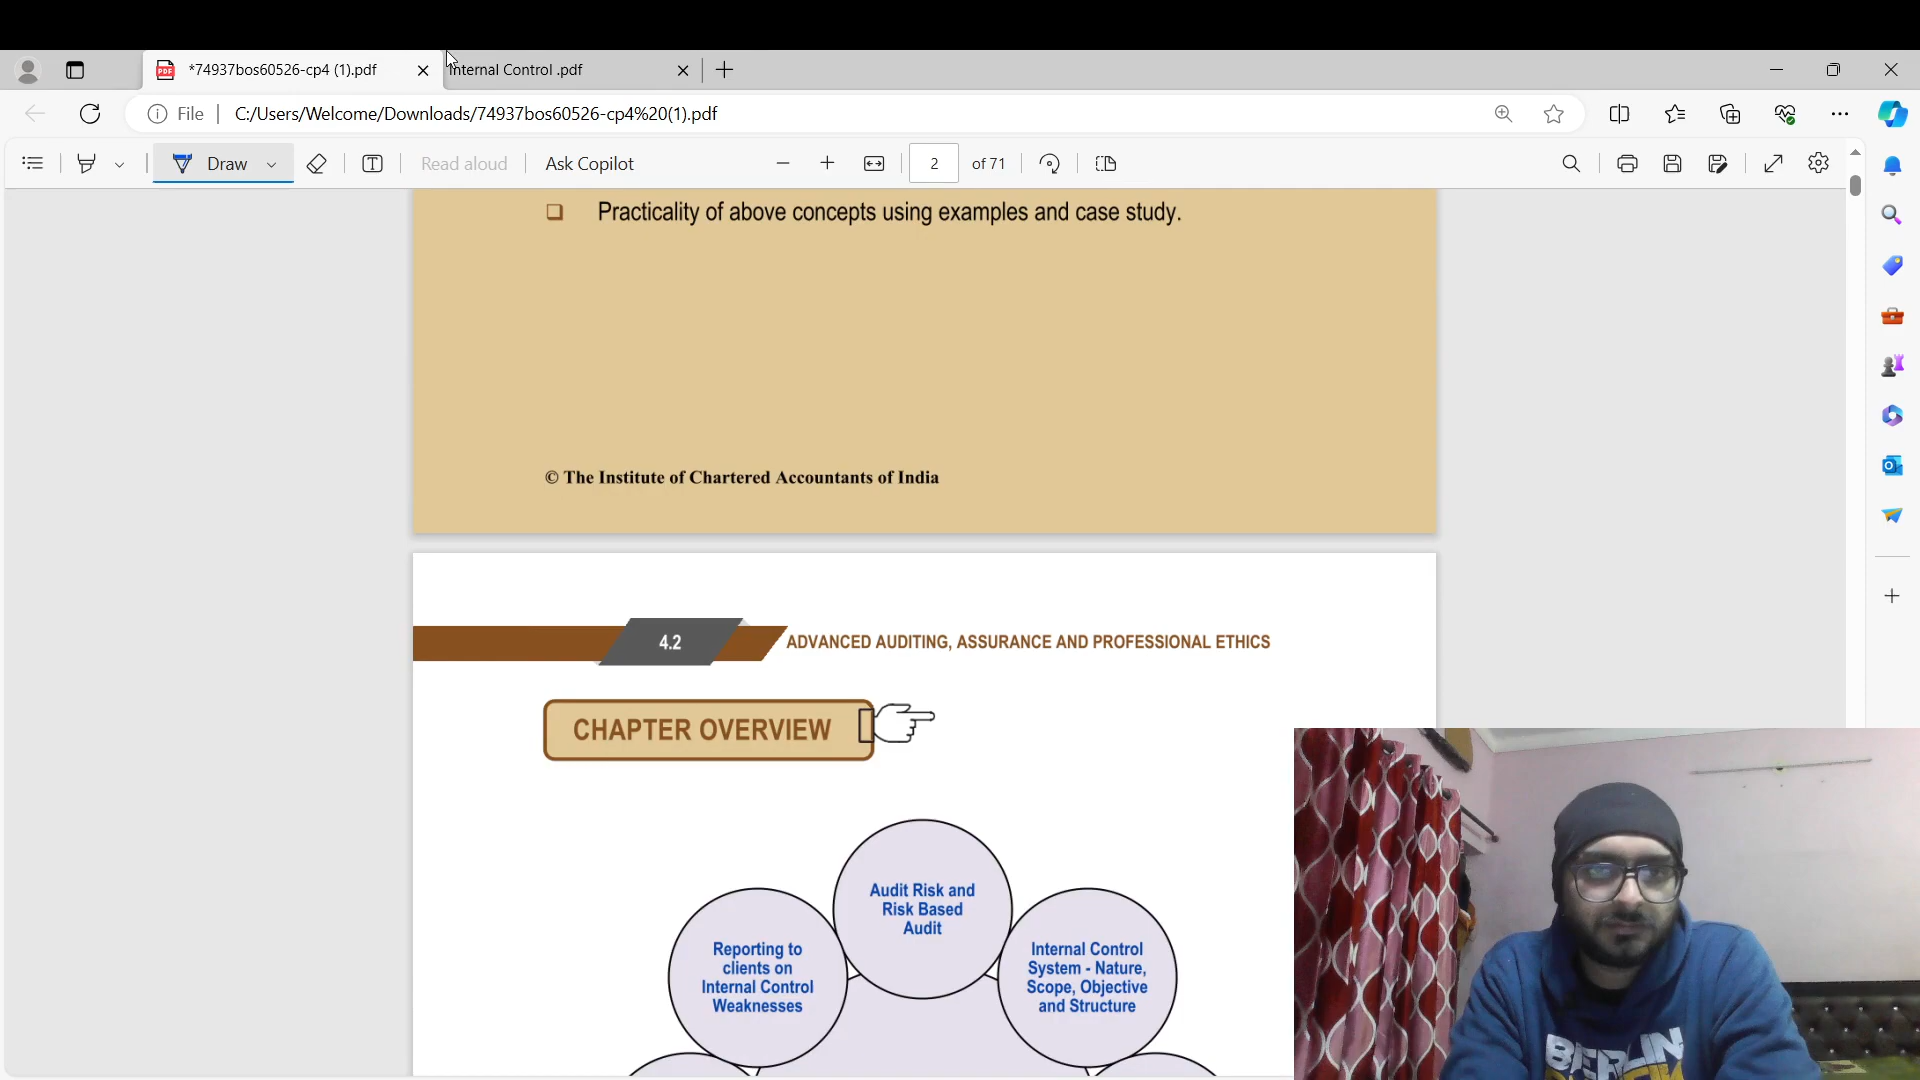 *74937bos60526-cp4 (1).pdf
Internal Control .pdf
File
C:/Users/Welcome/Downloads/74937bos60526-cp4%20(1).pdf
Draw
Read aloud
Ask Copilot
2
of 71
Practicality of above concepts using examples and case study.
© The Institute of Chartered Accountants of India
4.2
ADVANCED AUDITING, ASSURANCE AND PROFESSIONAL ETHICS
CHAPTER OVERVIEW
Audit Risk and
Risk Based
Audit
Reporting to
clients on
Internal Control
Weaknesses
Internal Control
System - Nature,
Scope, Objective
and Structure
BERLIN